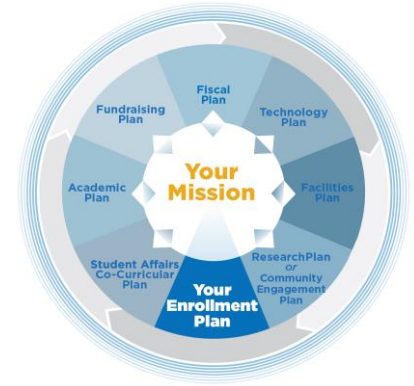 Fiscal
Plan
Technology
Plan
Facilities
Plan
ResearchPlan
or
Community
Engagement
Plan
Your
Enrollment
Plan
Student Affairs
Co-Curricular
Plan
Academic
Plan
Fundraising
Plan
Your
Mission